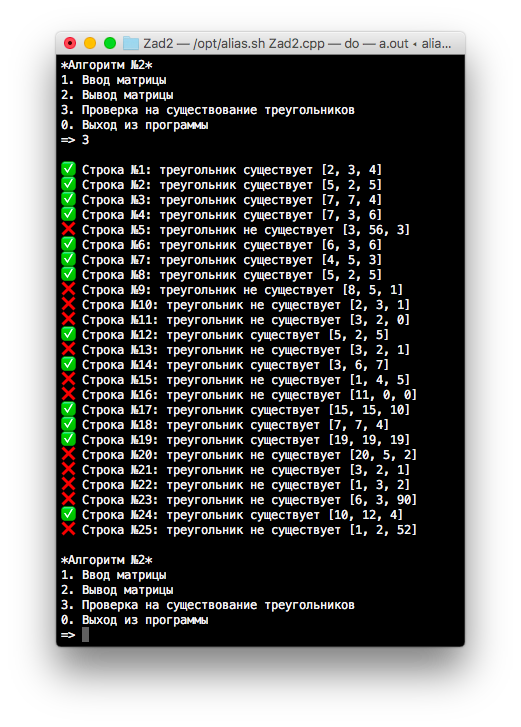 Zad2 — /opt/alias.sh Zad2.cpp — do — a.out ◂ alia...
*Алгоритм №2*
1. Ввод матрицы
2. Вывод матрицы
3. Проверка на существование треугольников
0. Выход из программы
=> 3
✅ Строка №1: треугольник существует [2, 3, 4]
✅ Строка №2: треугольник существует [5, 2, 5]
✅ Строка №3: треугольник существует [7, 7, 4]
✅ Строка №4: треугольник существует [7, 3, 6]
❌ Строка №5: треугольник не существует [3, 56, 3]
✅ Строка №6: треугольник существует [6, 3, 6]
✅ Строка №7: треугольник существует [4, 5, 3]
✅ Строка №8: треугольник существует [5, 2, 5]
❌ Строка №9: треугольник не существует [8, 5, 1]
❌ Строка №10: треугольник не существует [2, 3, 1]
❌ Строка №11: треугольник не существует [3, 2, 0]
✅ Строка №12: треугольник существует [5, 2, 5]
❌ Строка №13: треугольник не существует [3, 2, 1]
✅ Строка №14: треугольник существует [3, 6, 7]
❌ Строка №15: треугольник не существует [1, 4, 5]
❌ Строка №16: треугольник не существует [11, 0, 0]
✅ Строка №17: треугольник существует [15, 15, 10]
✅ Строка №18: треугольник существует [7, 7, 4]
✅ Строка №19: треугольник существует [19, 19, 19]
❌ Строка №20: треугольник не существует [20, 5, 2]
❌ Строка №21: треугольник не существует [3, 2, 1]
❌ Строка №22: треугольник не существует [1, 3, 2]
❌ Строка №23: треугольник не существует [6, 3, 90]
✅ Строка №24: треугольник существует [10, 12, 4]
❌ Строка №25: треугольник не существует [1, 2, 52]
*Алгоритм №2*
1. Ввод матрицы
2. Вывод матрицы
3. Проверка на существование треугольников
0. Выход из программы
=>